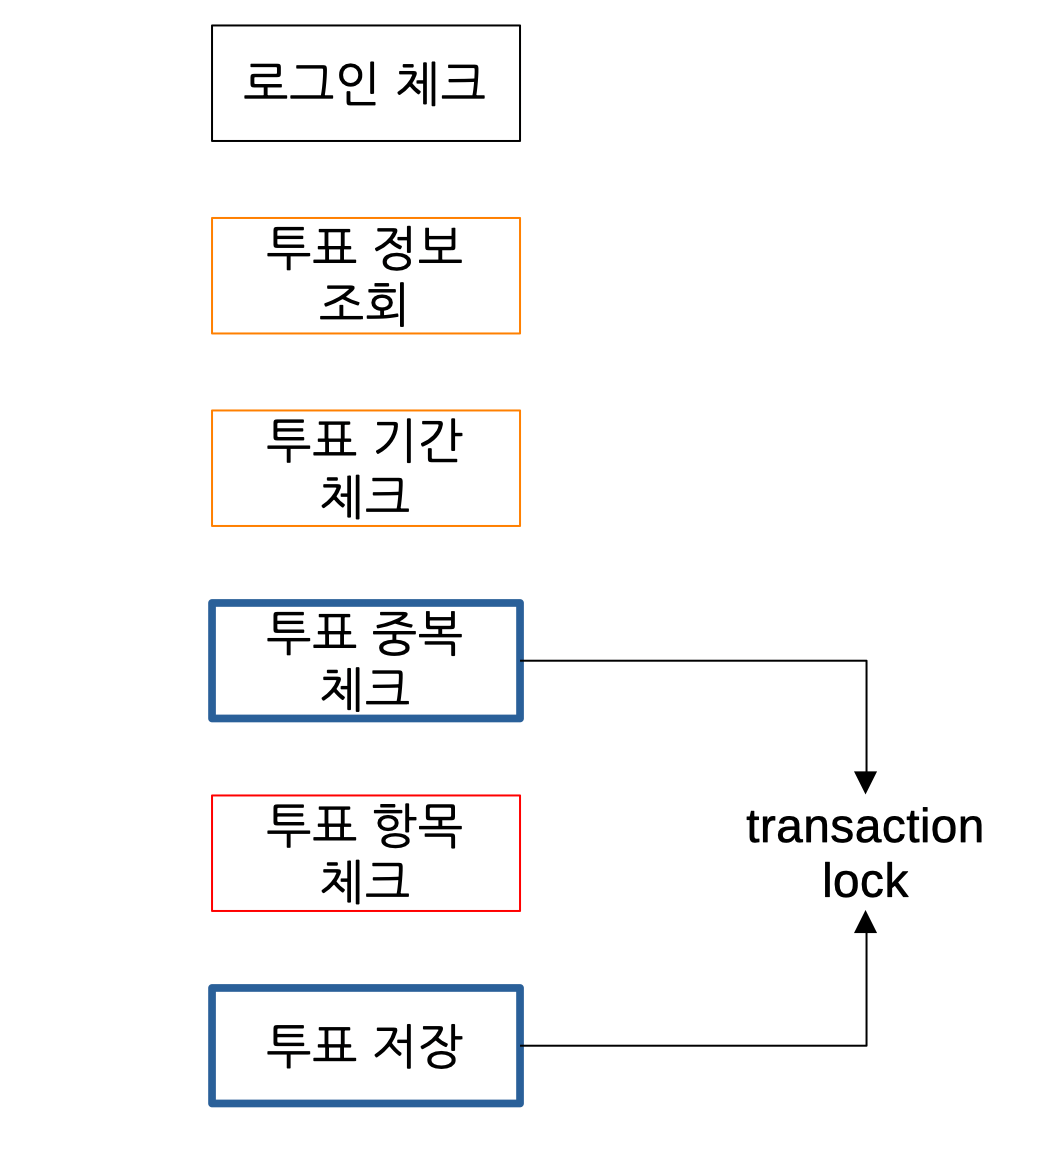 로그인 체크
투표 정보
조회
투표 기간
체크
투표 중복
체크
투표 항목
체크
transaction
lock
투표 저장